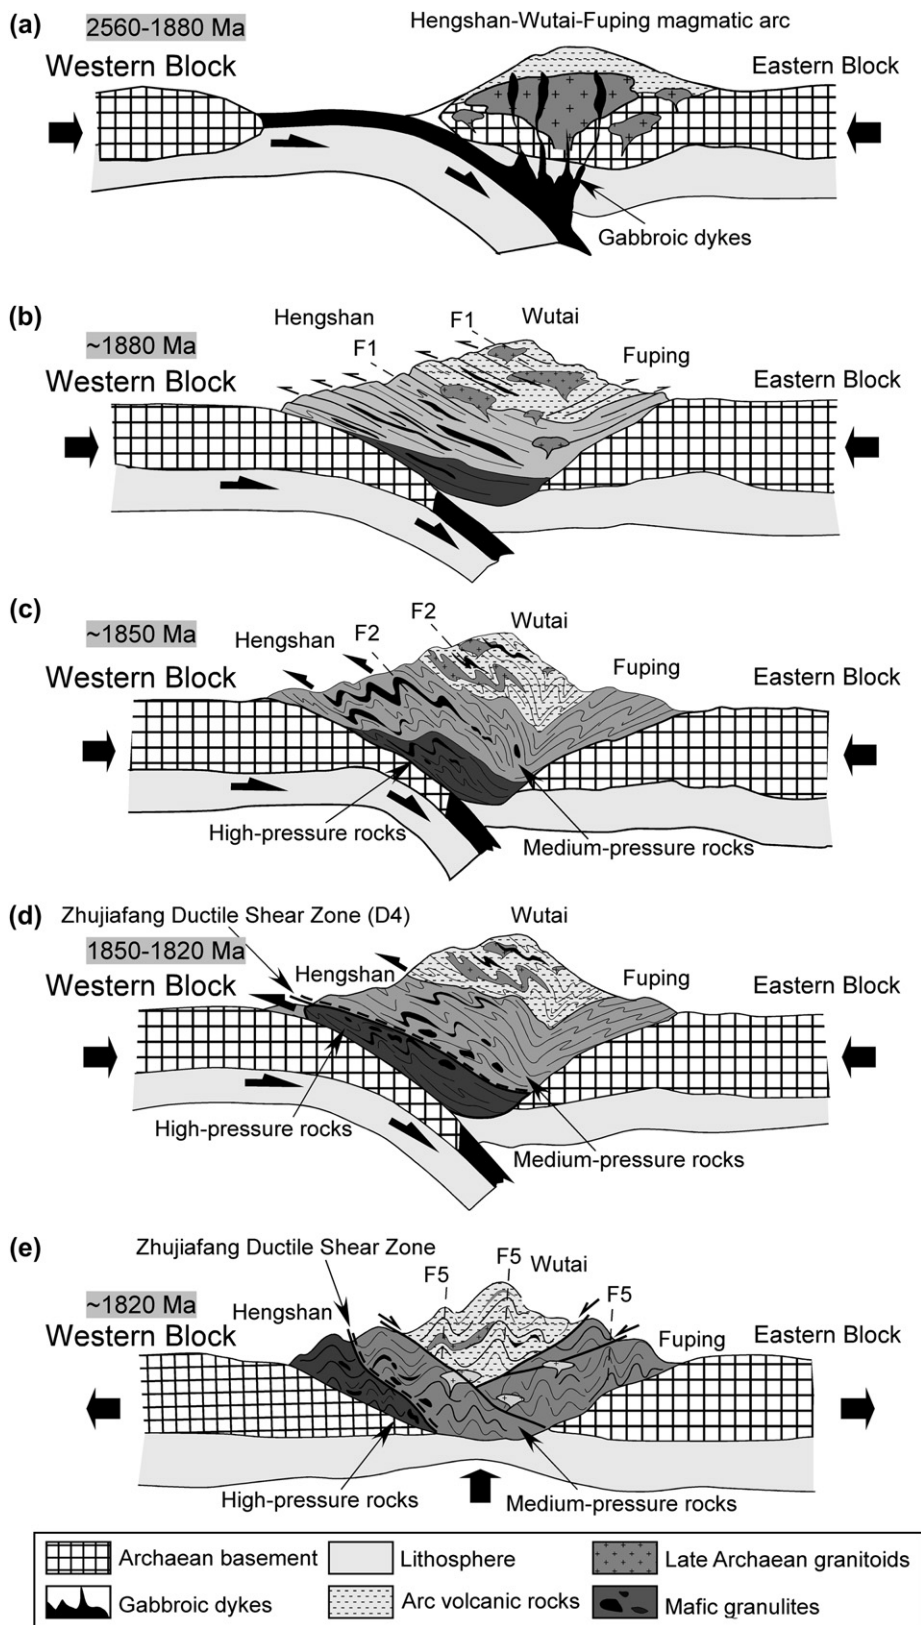 (a)
2560-1880 Ma
Hengshan-Wutai-Fuping magmatic arc
Western Block
Eastern Block
Gabbroic dykes
(b)
~1880 Ma
Hengshan
F1
F1
Wutai
Fuping
Western Block
Eastern Block
(c)
~1850 Ma
Hengshan
F2
F2
Wutai
Fuping
Western Block
Eastern Block
High-pressure rocks
Medium-pressure rocks
(d)
Zhujiafang Ductile Shear Zone (D4)
Wutai
1850-1820 Ma
Hengshan
Fuping
Western Block
Eastern Block
High-pressure rocks
Medium-pressure rocks
(e)
Zhujiafang Ductile Shear Zone
F5
F5
Wutai
F5
~1820 Ma
Hengshan
Fuping
Western Block
Eastern Block
High-pressure rocks
Medium-pressure rocks
Archaean basement
Lithosphere
Late Archaean granitoids
Gabbroic dykes
Arc volcanic rocks
Mafic granulites